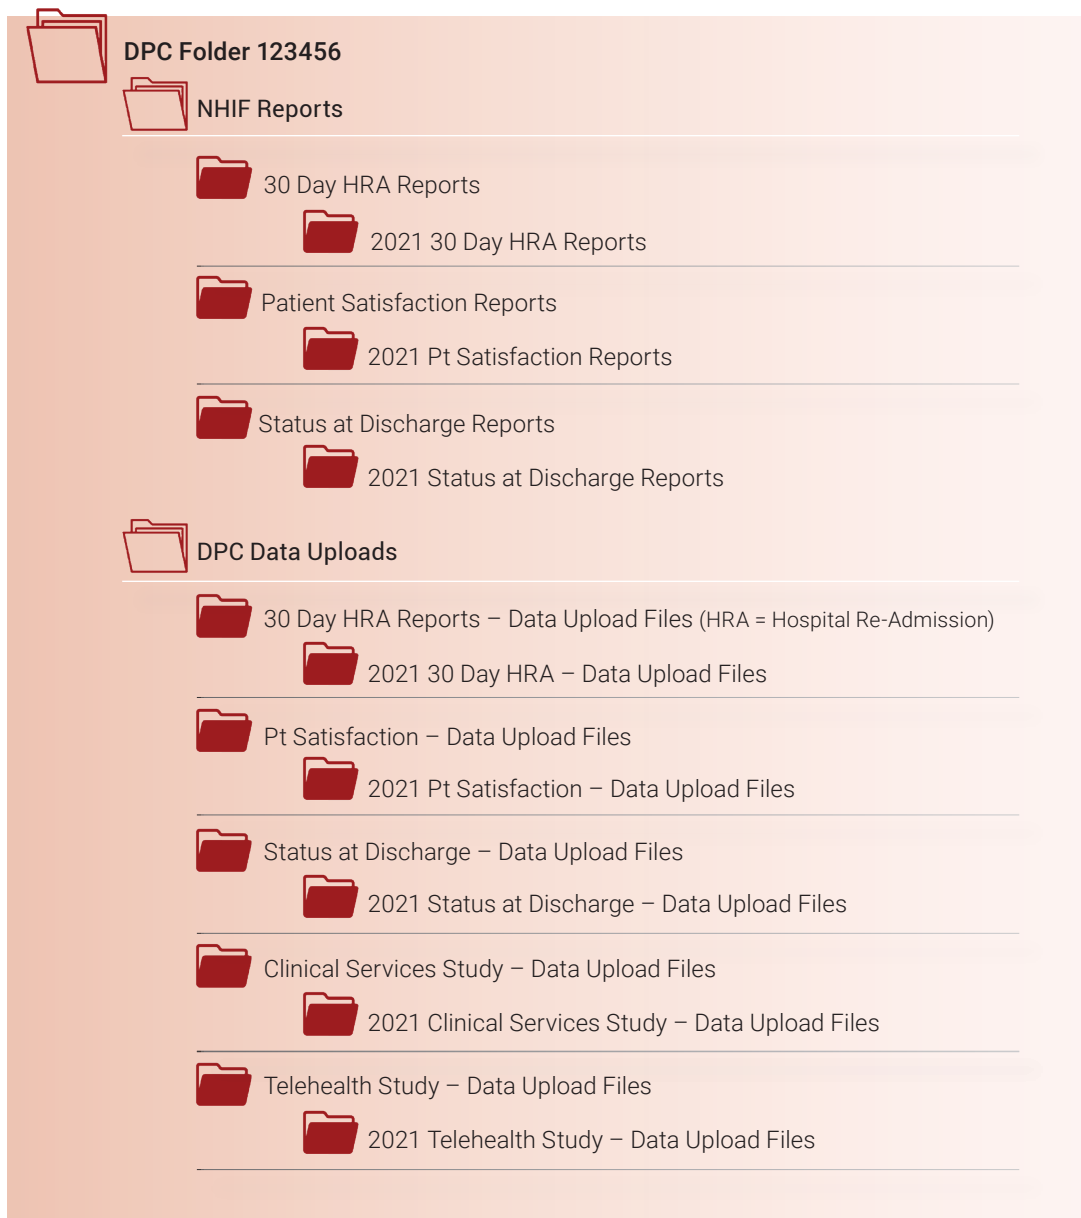 DPC Folder 123456
NHIF Reports
30 Day HRA Reports
2021 30 Day HRA Reports
Patient Satisfaction Reports
2021 Pt Satisfaction Reports
Status at Discharge Reports
2021 Status at Discharge Reports
DPC Data Uploads
30 Day HRA Reports – Data Upload Files (HRA = Hospital Re-Admission)
2021 30 Day HRA – Data Upload Files
Pt Satisfaction – Data Upload Files
2021 Pt Satisfaction – Data Upload Files
Status at Discharge – Data Upload Files
2021 Status at Discharge – Data Upload Files
Clinical Services Study – Data Upload Files
2021 Clinical Services Study – Data Upload Files
Telehealth Study – Data Upload Files
2021 Telehealth Study – Data Upload Files